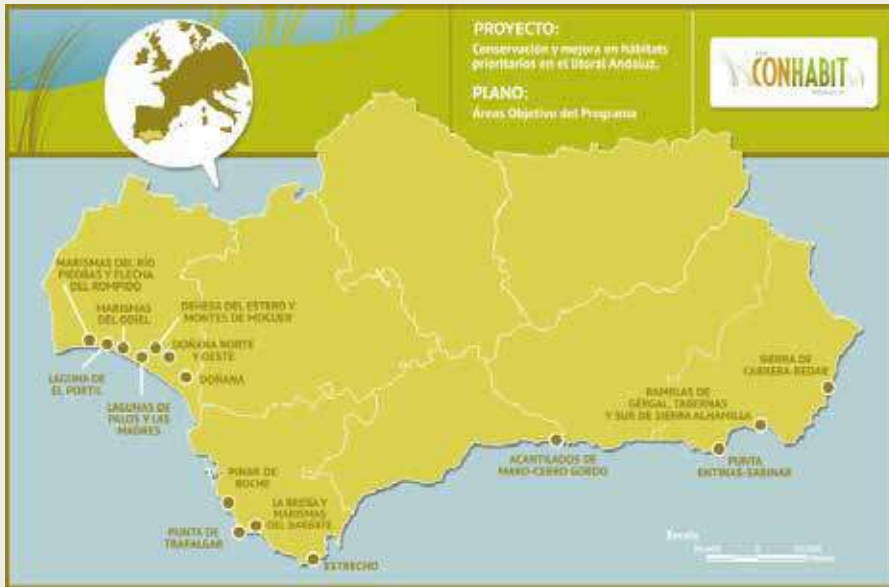 PROYECTO:
Conservación y mejora en hábitats
prioritarios en el litoral Andaluz.
PLANO:
Áreas Objetivo del Programa
CONHABIT
MARISMAS DEL RÍO
PIEDRAS Y FLECHA
DEL ROMPIDO
MARISMAS
DEL ODIEL
DEHESA DEL ESTERO Y
MONTES DE MOGUER
DOÑANA NORTE
Y OESTE
DOÑANA
LAGUNA DE
EL PORTIL
LAGUNAS DE
PALOS Y LAS
MADRES
PINAR DE
ROCHE
LA BREÑA Y
MARISMAS
DEL BARBATE
PUNTA DE
TRAFALGAR
ESTRECHO
ACANTILADOS DE
MARO-CERRO GORDO
RAMBLAS DE
GERGAL, TABERNAS
Y SUR DE SIERRA ALHAMILLA
SIERRA DE
CABRERA-BEDAR
PUNTA
ENTINAS-SABINAR
Escala
0